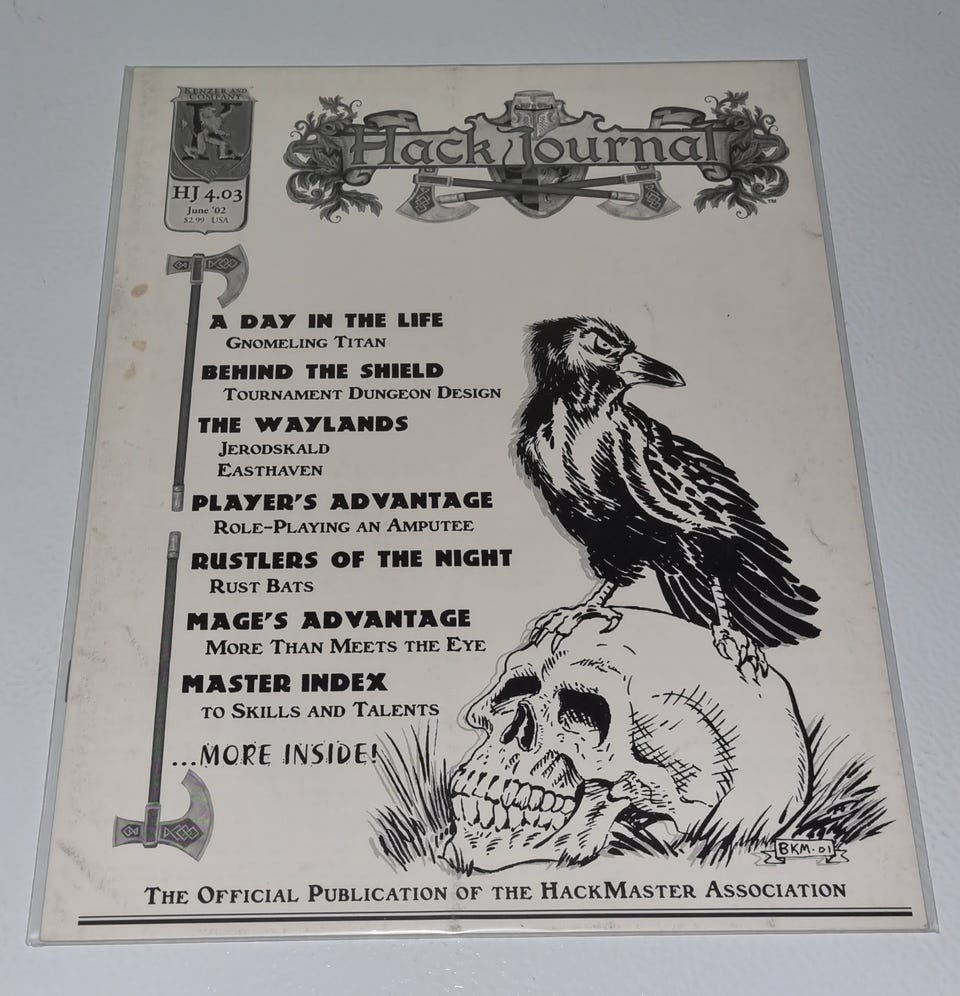 KENZER AND
COMPANY
K
HJ 4.03
June '02
$2.99 USA
Hack Journal
TM
A DAY IN THE LIFE
GNOMELING TITAN
BEHIND THE SHIELD
TOURNAMENT DUNGEON DESIGN
THE WAYLANDS
JERODSKALD
EASTHAVEN
PLAYER'S ADVANTAGE
ROLE-PLAYING AN AMPUTEE
RUSTLERS OF THE NIGHT
RUST BATS
MAGE'S ADVANTAGE
MORE THAN MEETS THE EYE
MASTER INDEX
TO SKILLS AND TALENTS
...MORE INSIDE!
BKM·01
THE OFFICIAL PUBLICATION OF THE HACKMASTER ASSOCIATION